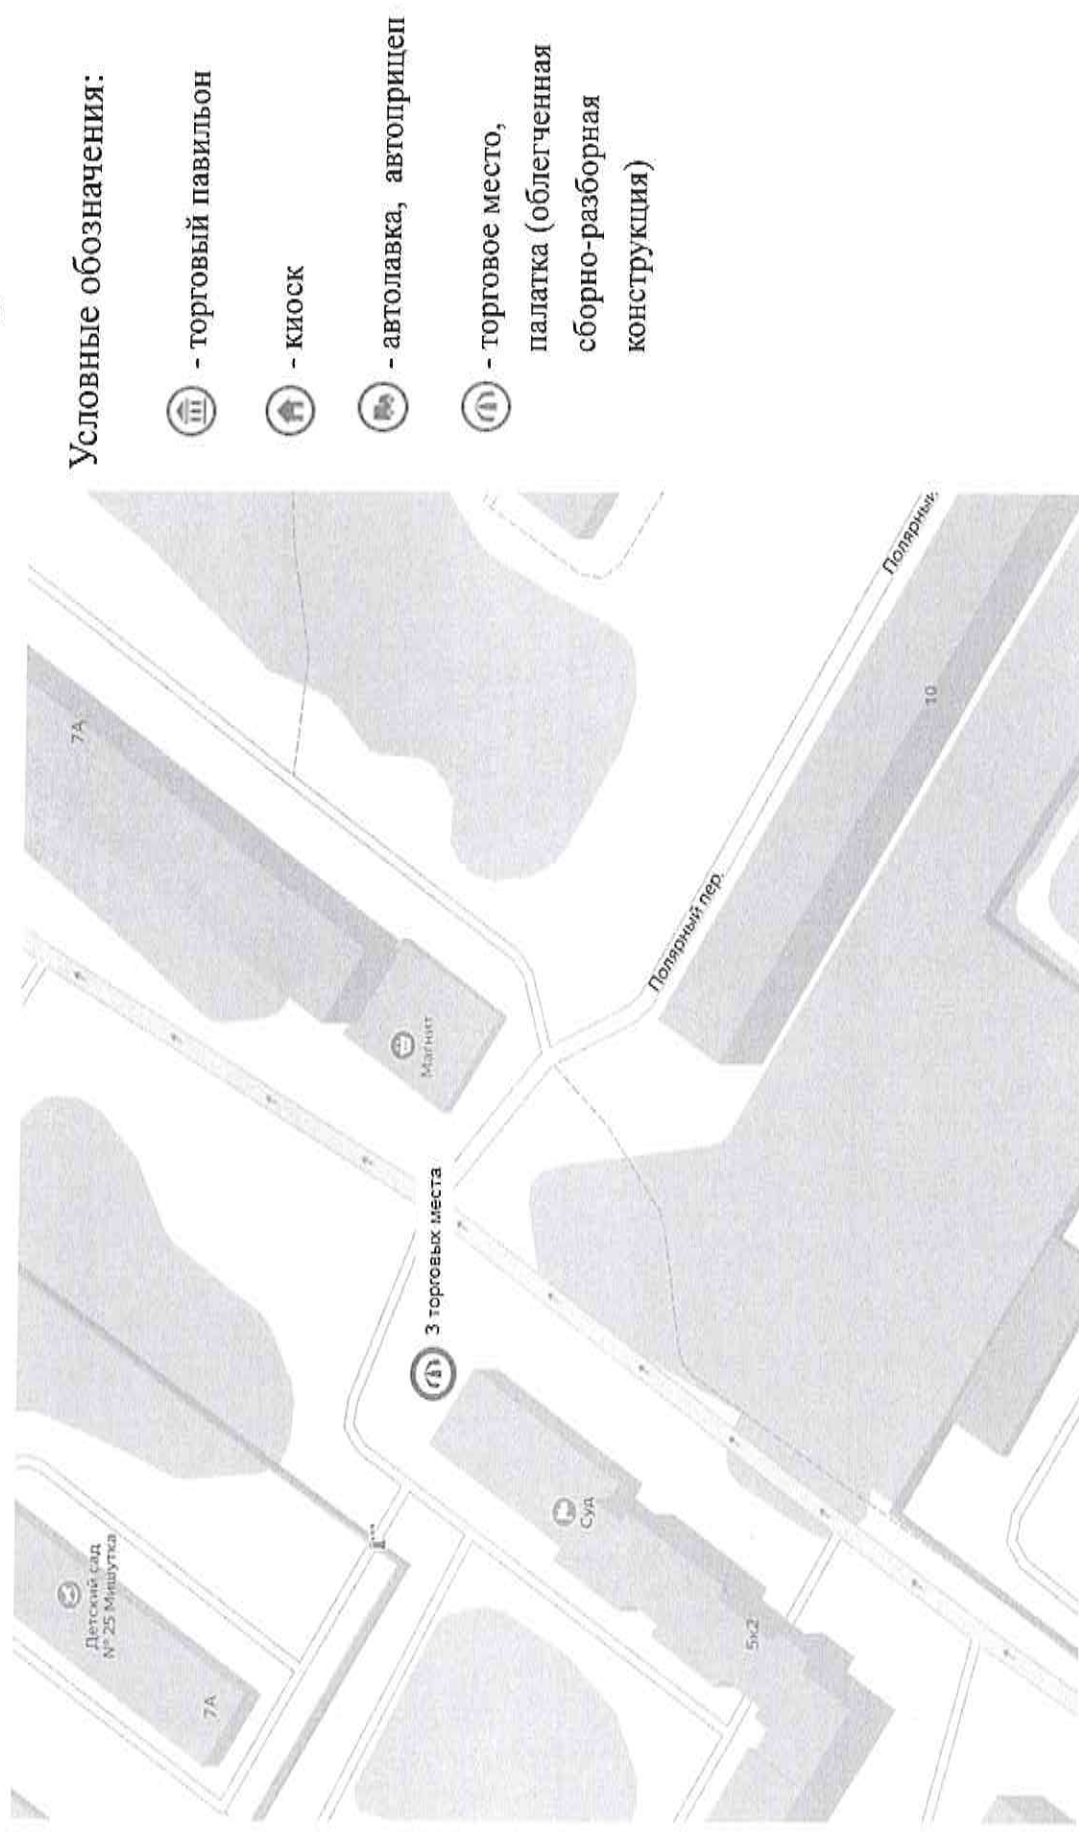 Условные обозначения:
- торговый павильон
- киоск
- автолавка, автоприцеп
- торговое место,
палатка (облегченная
сборно-разборная
конструкция)
Детский сад
№ 25 Мишутка
7А
7А
Магнит
3 торговых места
Суд
5к2
Полярный пер.
Полярный
10